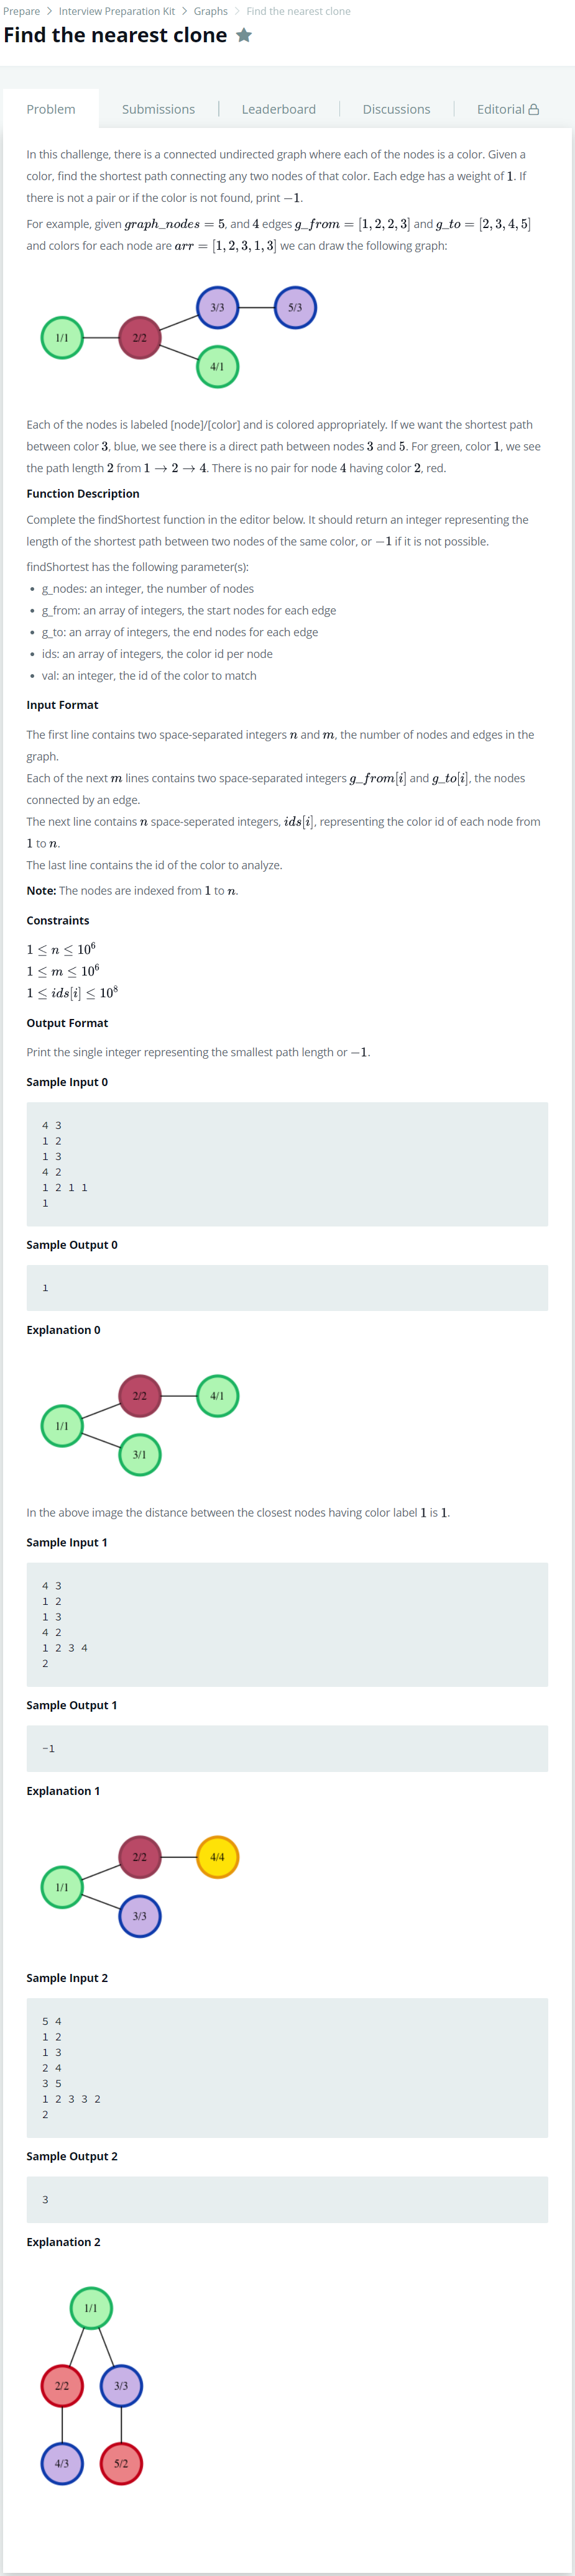 Prepare > Interview Preparation Kit > Graphs > Find the nearest clone
Find the nearest clone ★
Problem Submissions Leaderboard Discussions Editorial
In this challenge, there is a connected undirected graph where each of the nodes is a color. Given a
color, find the shortest path connecting any two nodes of that color. Each edge has a weight of 1. If
there is not a pair or if the color is not found, print −1.
For example, given graph_nodes = 5, and 4 edges g_from = [1, 2, 2, 3] and g_to = [2, 3, 4, 5]
and colors for each node are arr = [1, 2, 3, 1, 3] we can draw the following graph:
3/3 5/3
1/1 2/2
4/1
Each of the nodes is labeled [node]/[color] and is colored appropriately. If we want the shortest path
between color 3, blue, we see there is a direct path between nodes 3 and 5. For green, color 1, we see
the path length 2 from 1 → 2 → 4. There is no pair for node 4 having color 2, red.
Function Description
Complete the findShortest function in the editor below. It should return an integer representing the
length of the shortest path between two nodes of the same color, or −1 if it is not possible.
findShortest has the following parameter(s):
• g_nodes: an integer, the number of nodes
• g_from: an array of integers, the start nodes for each edge
• g_to: an array of integers, the end nodes for each edge
• ids: an array of integers, the color id per node
• val: an integer, the id of the color to match
Input Format
The first line contains two space-separated integers n and m, the number of nodes and edges in the
graph.
Each of the next m lines contains two space-separated integers g_from[i] and g_to[i], the nodes
connected by an edge.
The next line contains n space-seperated integers, ids[i], representing the color id of each node from
1 to n.
The last line contains the id of the color to analyze.
Note: The nodes are indexed from 1 to n.
Constraints
1 ≤ n ≤ 10⁶
1 ≤ m ≤ 10⁶
1 ≤ ids[i] ≤ 10⁸
Output Format
Print the single integer representing the smallest path length or −1.
Sample Input 0
4 3
1 2
1 3
4 2
1 2 1 1
1
Sample Output 0
1
Explanation 0
2/2 4/1
1/1
3/1
In the above image the distance between the closest nodes having color label 1 is 1.
Sample Input 1
4 3
1 2
1 3
4 2
1 2 3 4
2
Sample Output 1
-1
Explanation 1
2/2 4/4
1/1
3/3
Sample Input 2
5 4
1 2
1 3
2 4
3 5
1 2 3 3 2
2
Sample Output 2
3
Explanation 2
1/1
2/2 3/3
4/3 5/2